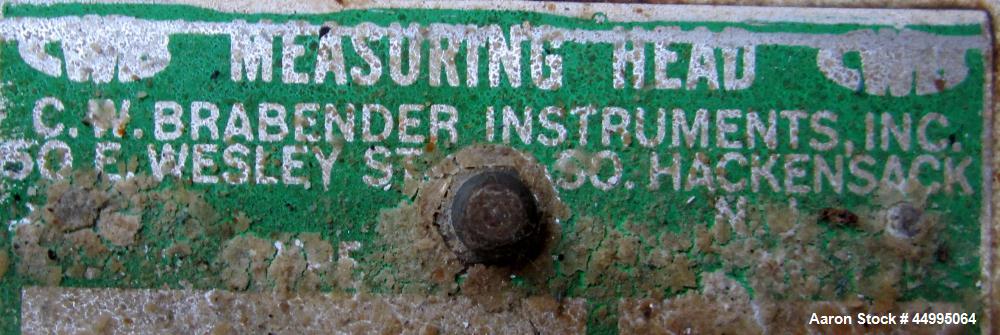 CWB MEASURING HEAD CWB
C.W. BRABENDER INSTRUMENTS, INC.
50 E. WESLEY ST. SO. HACKENSACK
N.J.
Aaron Stock # 44995064